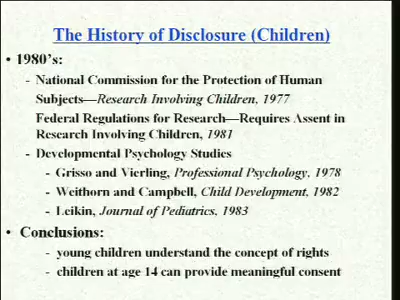 The History of Disclosure (Children)
• 1980's:
- National Commission for the Protection of Human
Subjects—Research Involving Children, 1977
Federal Regulations for Research—Requires Assent in
Research Involving Children, 1981
- Developmental Psychology Studies
- Grisso and Vierling, Professional Psychology, 1978
- Weithorn and Campbell, Child Development, 1982
- Leikin, Journal of Pediatrics, 1983
• Conclusions:
- young children understand the concept of rights
- children at age 14 can provide meaningful consent